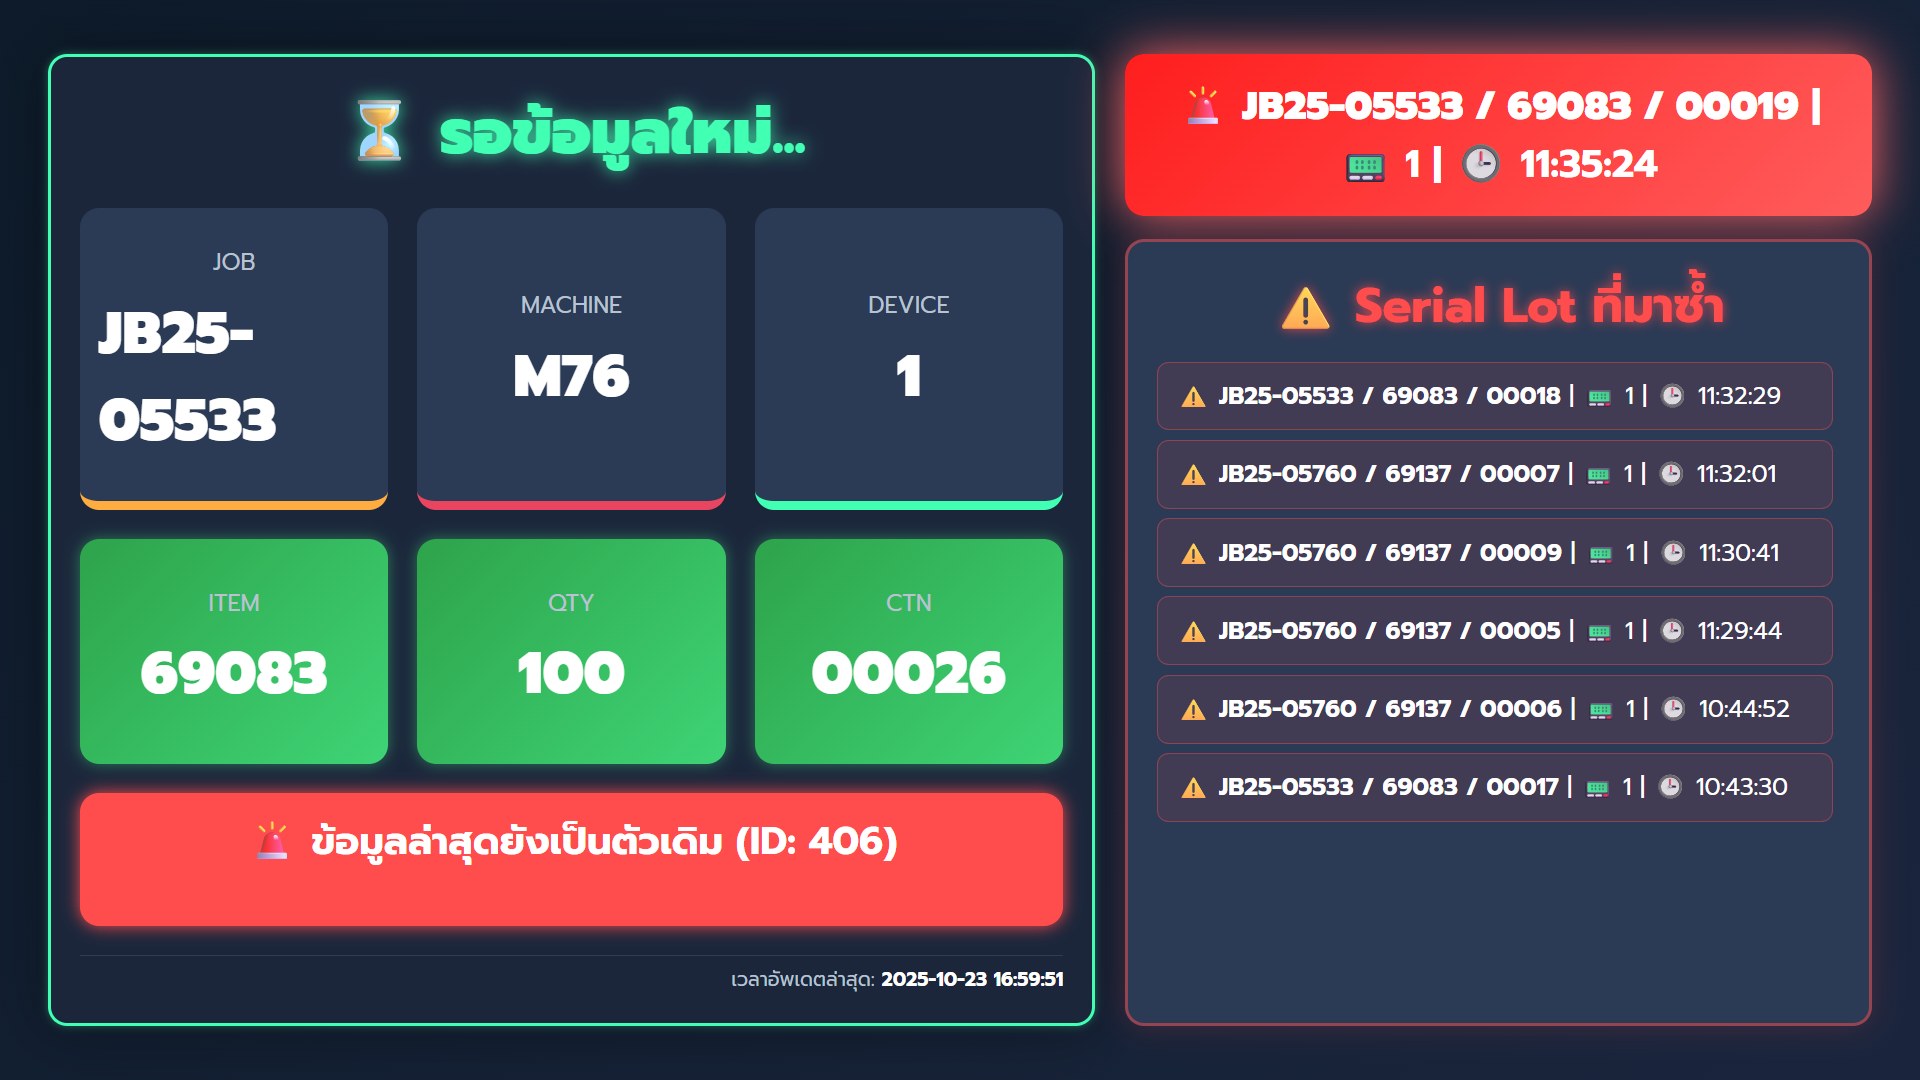 ⏳ รอข้อมูลใหม่...
JOB
JB25-
05533
MACHINE
M76
DEVICE
1
ITEM
69083
QTY
100
CTN
00026
🚨 ข้อมูลล่าสุดยังเป็นตัวเดิม (ID: 406)
เวลาอัพเดตล่าสุด: 2025-10-23 16:59:51
🚨 JB25-05533 / 69083 / 00019 |
📟 1 | 🕒 11:35:24
⚠️ Serial Lot ที่มาซ้ำ
⚠️ JB25-05533 / 69083 / 00018 | 📟 1 | 🕒 11:32:29
⚠️ JB25-05760 / 69137 / 00007 | 📟 1 | 🕒 11:32:01
⚠️ JB25-05760 / 69137 / 00009 | 📟 1 | 🕒 11:30:41
⚠️ JB25-05760 / 69137 / 00005 | 📟 1 | 🕒 11:29:44
⚠️ JB25-05760 / 69137 / 00006 | 📟 1 | 🕒 10:44:52
⚠️ JB25-05533 / 69083 / 00017 | 📟 1 | 🕒 10:43:30